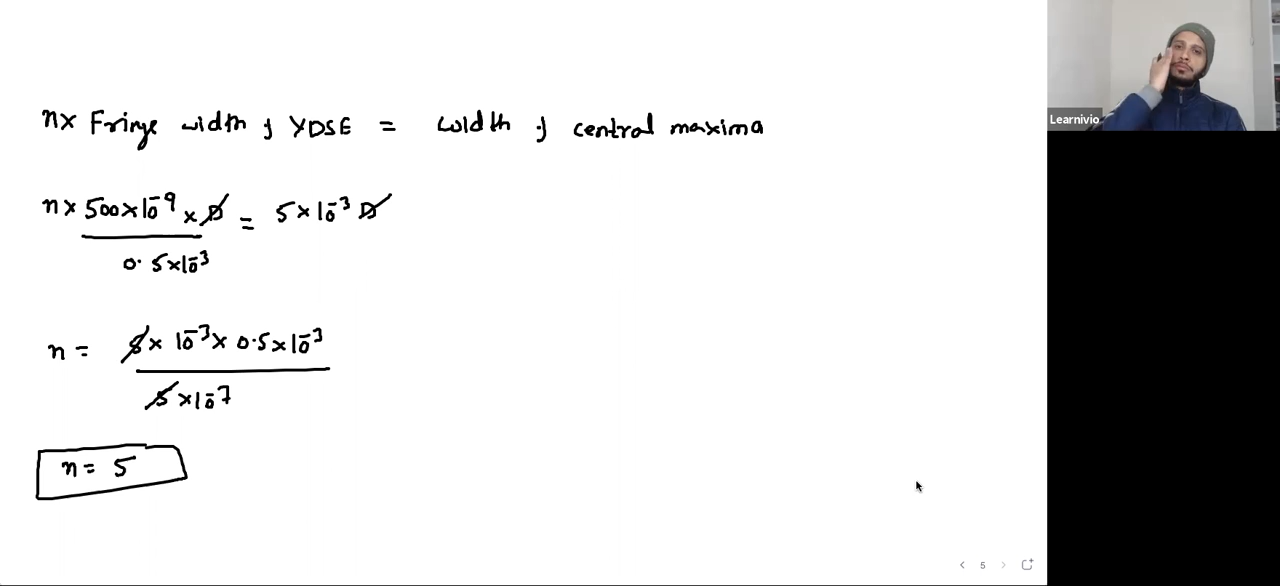 n× Fringe width of YDSE = width of central maxima
Learnivio
n× 500×10⁻⁹ × D / 0.5×10⁻³ = 5×10⁻³ D
n = 5× 10⁻³× 0.5×10⁻³ / 5×10⁻⁷
n = 5
5